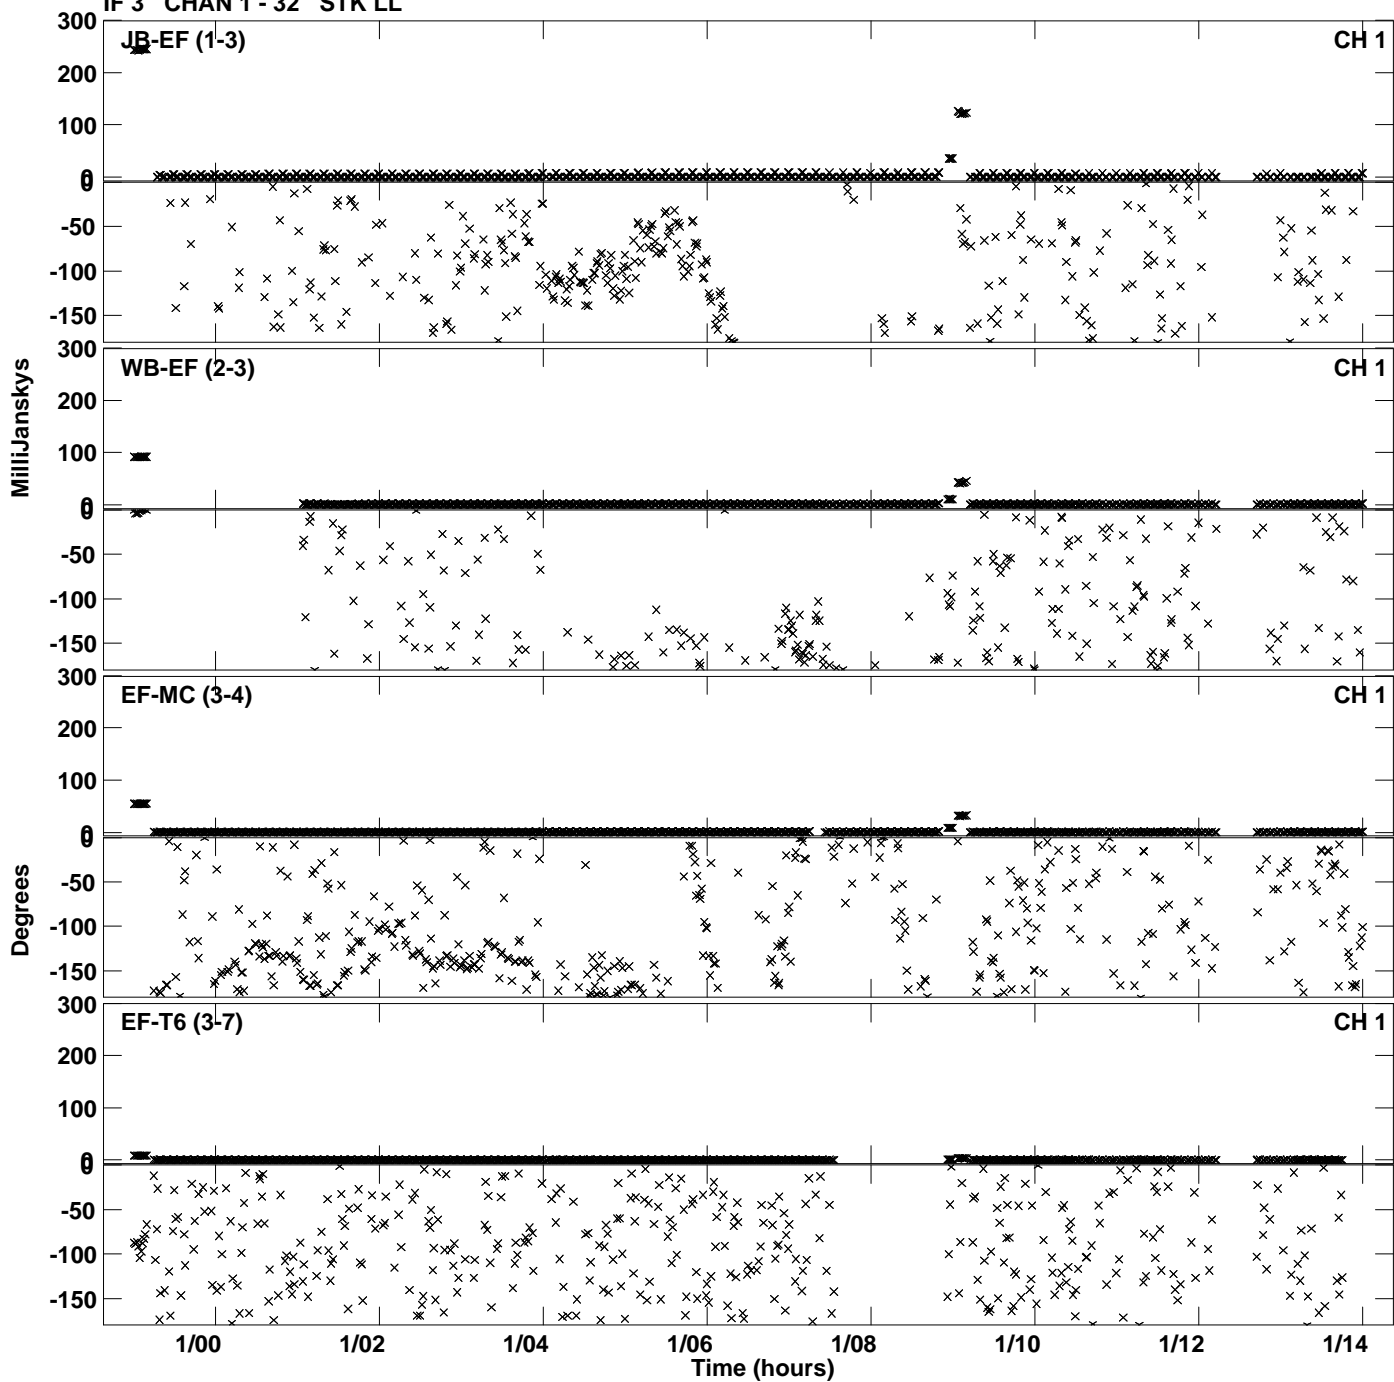 IF 3 CHAN 1 - 32 STK LL
300
JB-EF (1-3)
CH 1
200
100
0
0
-50
-100
-150
300
WB-EF (2-3)
CH 1
200
100
0
0
-50
-100
-150
300
EF-MC (3-4)
CH 1
200
100
0
0
-50
-100
-150
300
EF-T6 (3-7)
CH 1
200
100
0
0
-50
-100
-150
MilliJanskys
Degrees
1/00 1/02 1/04 1/06 1/08 1/10 1/12 1/14
Time (hours)